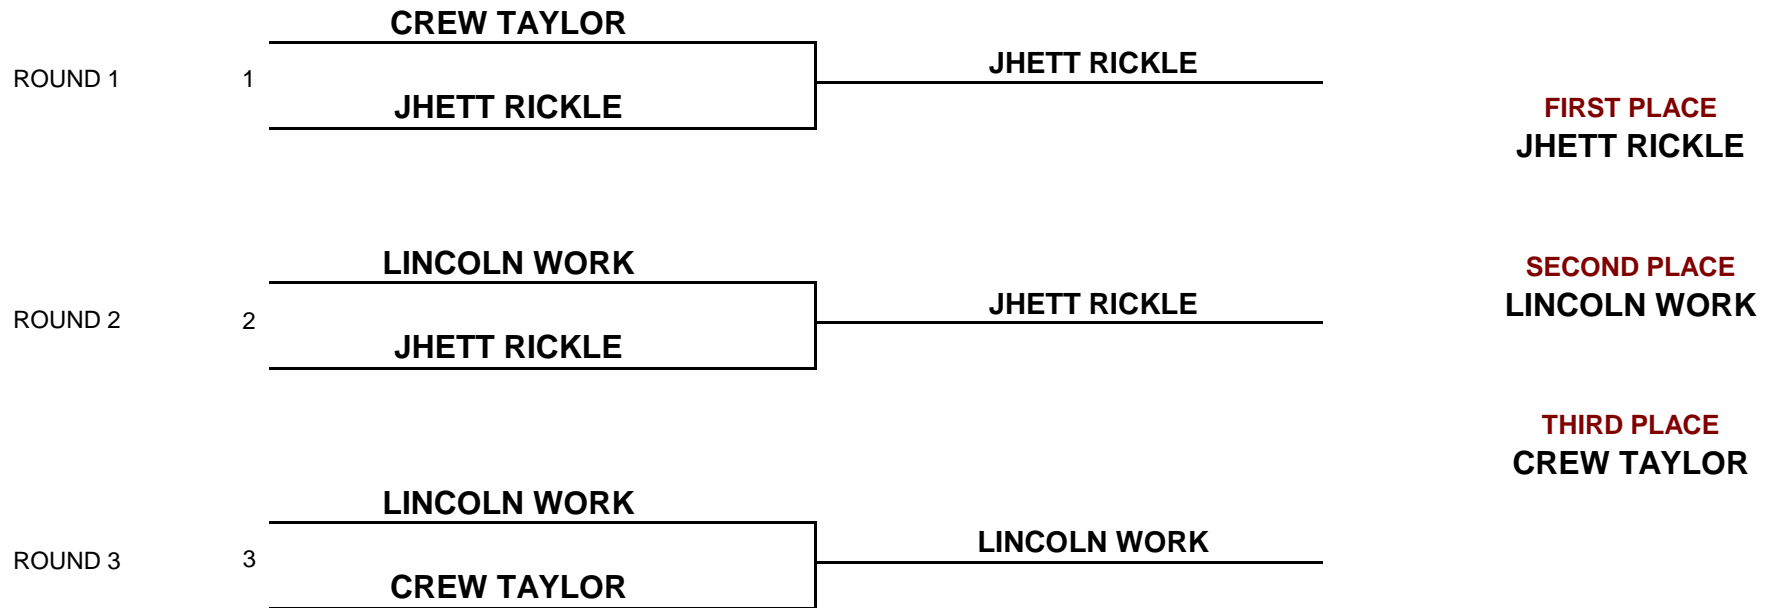 CREW TAYLOR
JHETT RICKLE
ROUND 1
1
JHETT RICKLE
FIRST PLACE
JHETT RICKLE
LINCOLN WORK
SECOND PLACE
JHETT RICKLE
LINCOLN WORK
ROUND 2
2
JHETT RICKLE
THIRD PLACE
CREW TAYLOR
LINCOLN WORK
LINCOLN WORK
ROUND 3
3
CREW TAYLOR